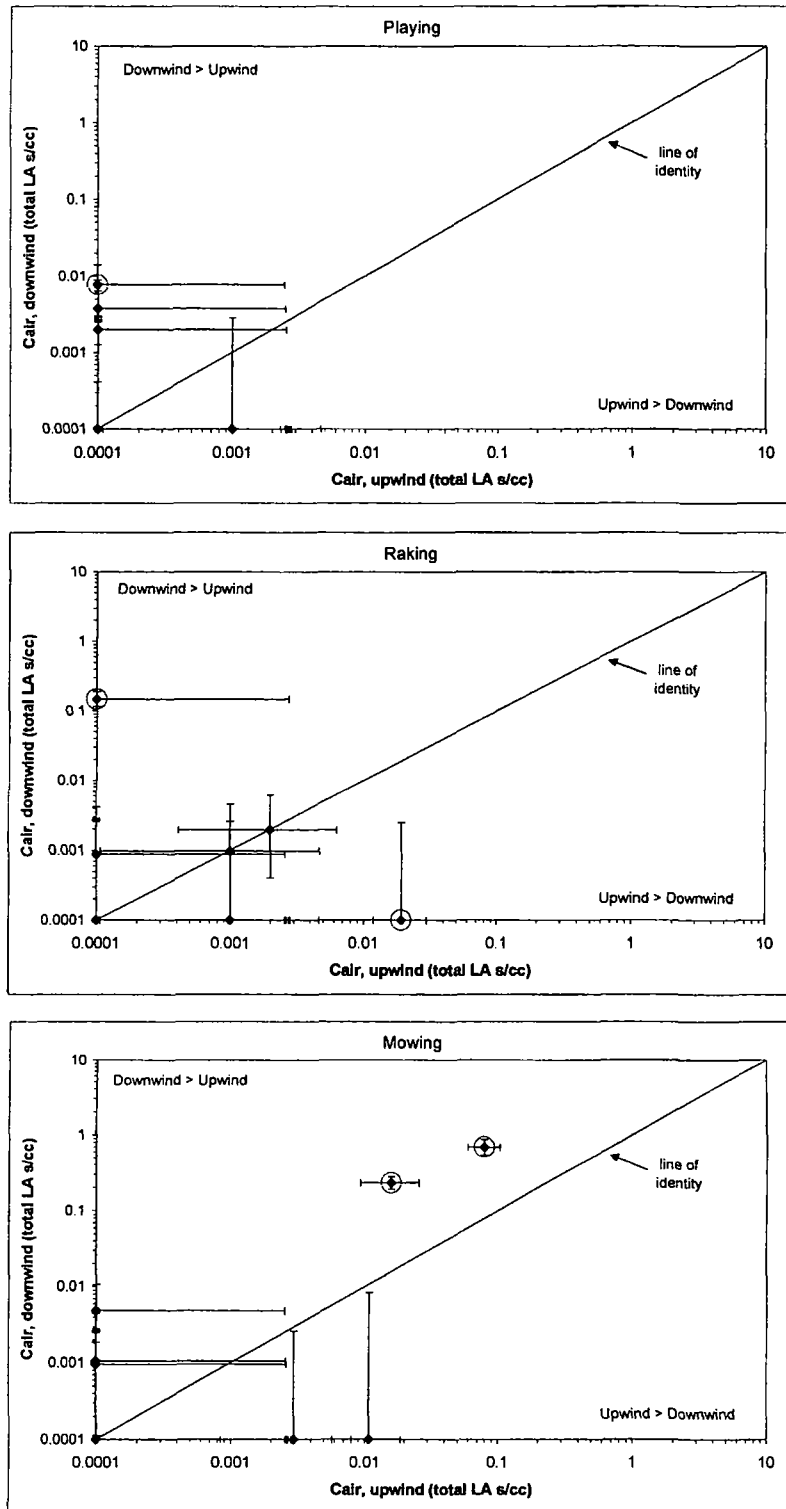 Playing
10
Downwind > Upwind
1
line of
identity
0.1
0.01
0.001
Upwind > Downwind
0.0001
0.0001 0.001 0.01 0.1 1 10
Cair, downwind (total LA s/cc)
Cair, upwind (total LA s/cc)
Raking
10
Downwind > Upwind
1
line of
identity
0.1
0.01
0.001
Upwind > Downwind
0.0001
0.0001 0.001 0.01 0.1 1 10
Cair, downwind (total LA s/cc)
Cair, upwind (total LA s/cc)
Mowing
10
Downwind > Upwind
1
line of
identity
0.1
0.01
0.001
Upwind > Downwind
0.0001
0.0001 0.001 0.01 0.1 1 10
Cair, downwind (total LA s/cc)
Cair, upwind (total LA s/cc)